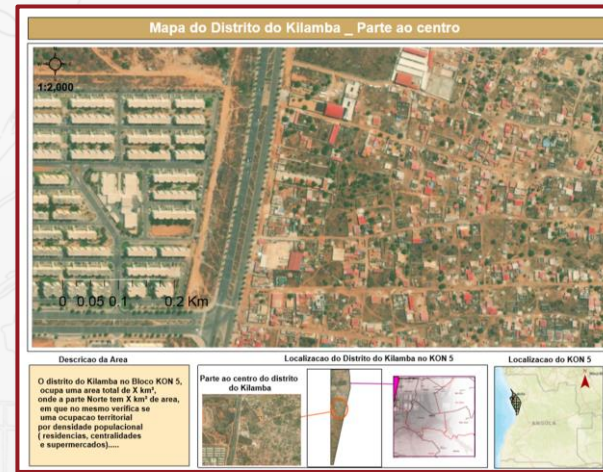 Mapa do Distrito do Kilamba _ Parte ao centro
1:2,000
0 0.05 0.1 0.2 Km
Descricao da Area
O distrito do Kilamba no Bloco KON 5,
ocupa uma area total de X km²,
onde a parte Norte tem X km² de area,
em que no mesmo verifica se
uma ocupacao territorial
por densidade populacional
( residencias, centralidades
e supermercados).....
Localizacao do Distrito do Kilamba no KON 5
Parte ao centro do distrito
do Kilamba
Localizacao do KON 5
N
ANGOLA